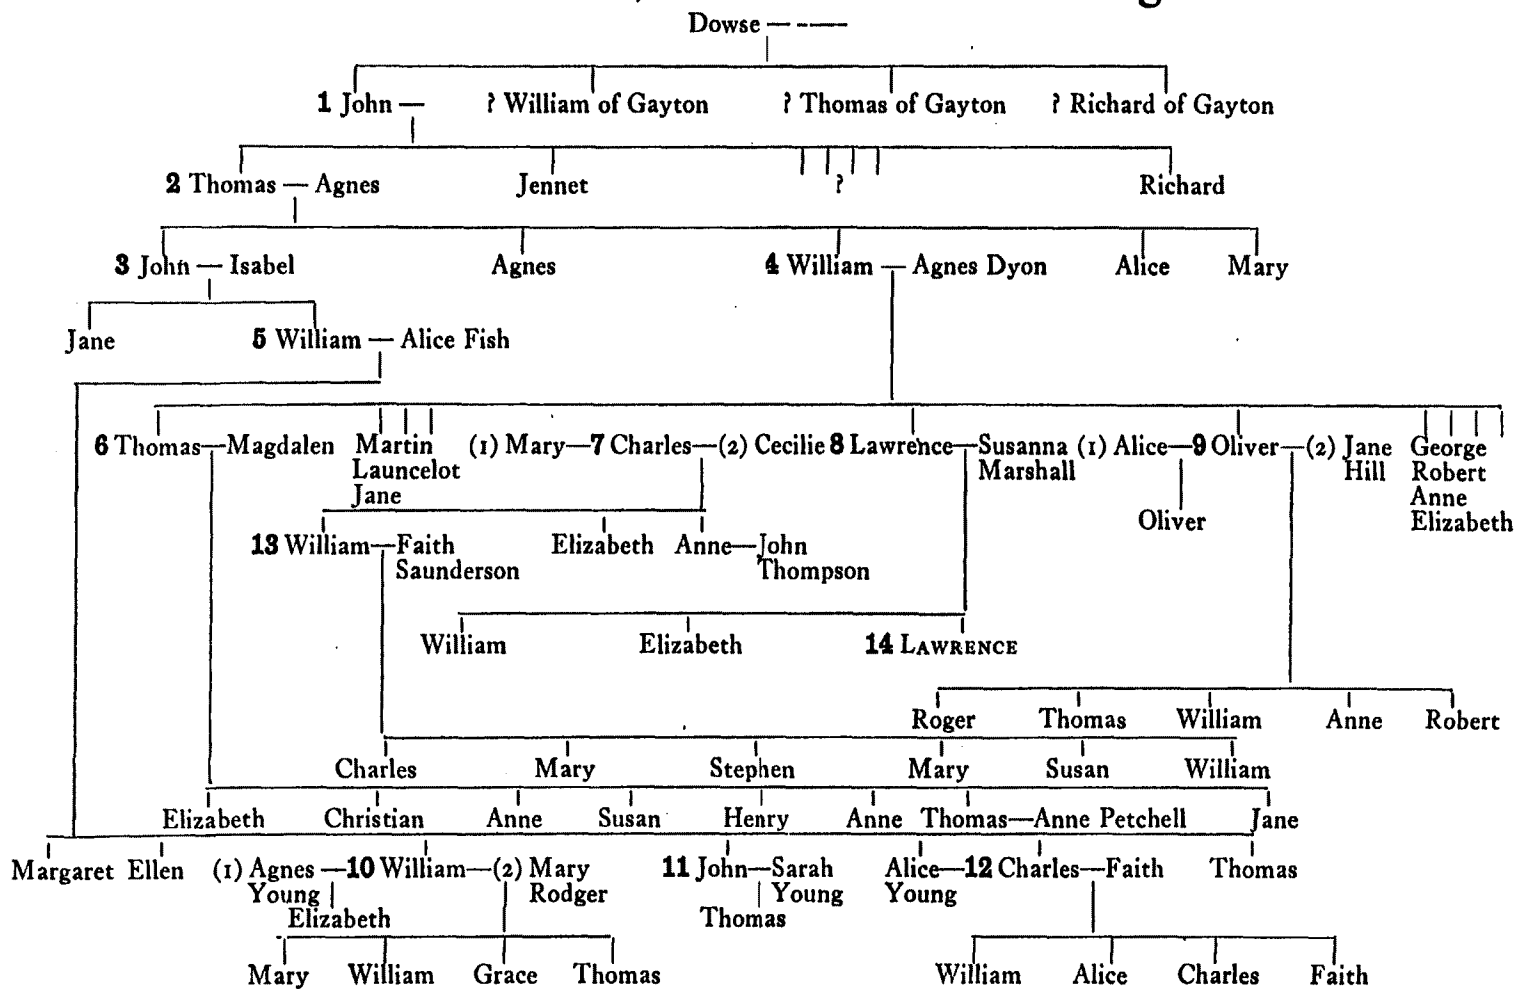 Dowse — - —
1 John — ? William of Gayton ? Thomas of Gayton ? Richard of Gayton
2 Thomas — Agnes Jennet ? Richard
3 John — Isabel Agnes 4 William — Agnes Dyon Alice Mary
Jane 5 William — Alice Fish
6 Thomas—Magdalen Martin (1) Mary—7 Charles—(2) Cecilie 8 Lawrence—Susanna (1) Alice—9 Oliver—(2) Jane George
Launcelot Marshall Hill Robert
Jane Anne
Oliver Elizabeth
13 William—Faith Elizabeth Anne—John
Saunderson Thompson
William Elizabeth 14 LAWRENCE
Roger Thomas William Anne Robert
Charles Mary Stephen Mary Susan William
Elizabeth Christian Anne Susan Henry Anne Thomas—Anne Petchell Jane
Margaret Ellen (1) Agnes —10 William—(2) Mary 11 John—Sarah Alice—12 Charles—Faith Thomas
Young Rodger Young Young
Elizabeth Thomas
Mary William Grace Thomas William Alice Charles Faith